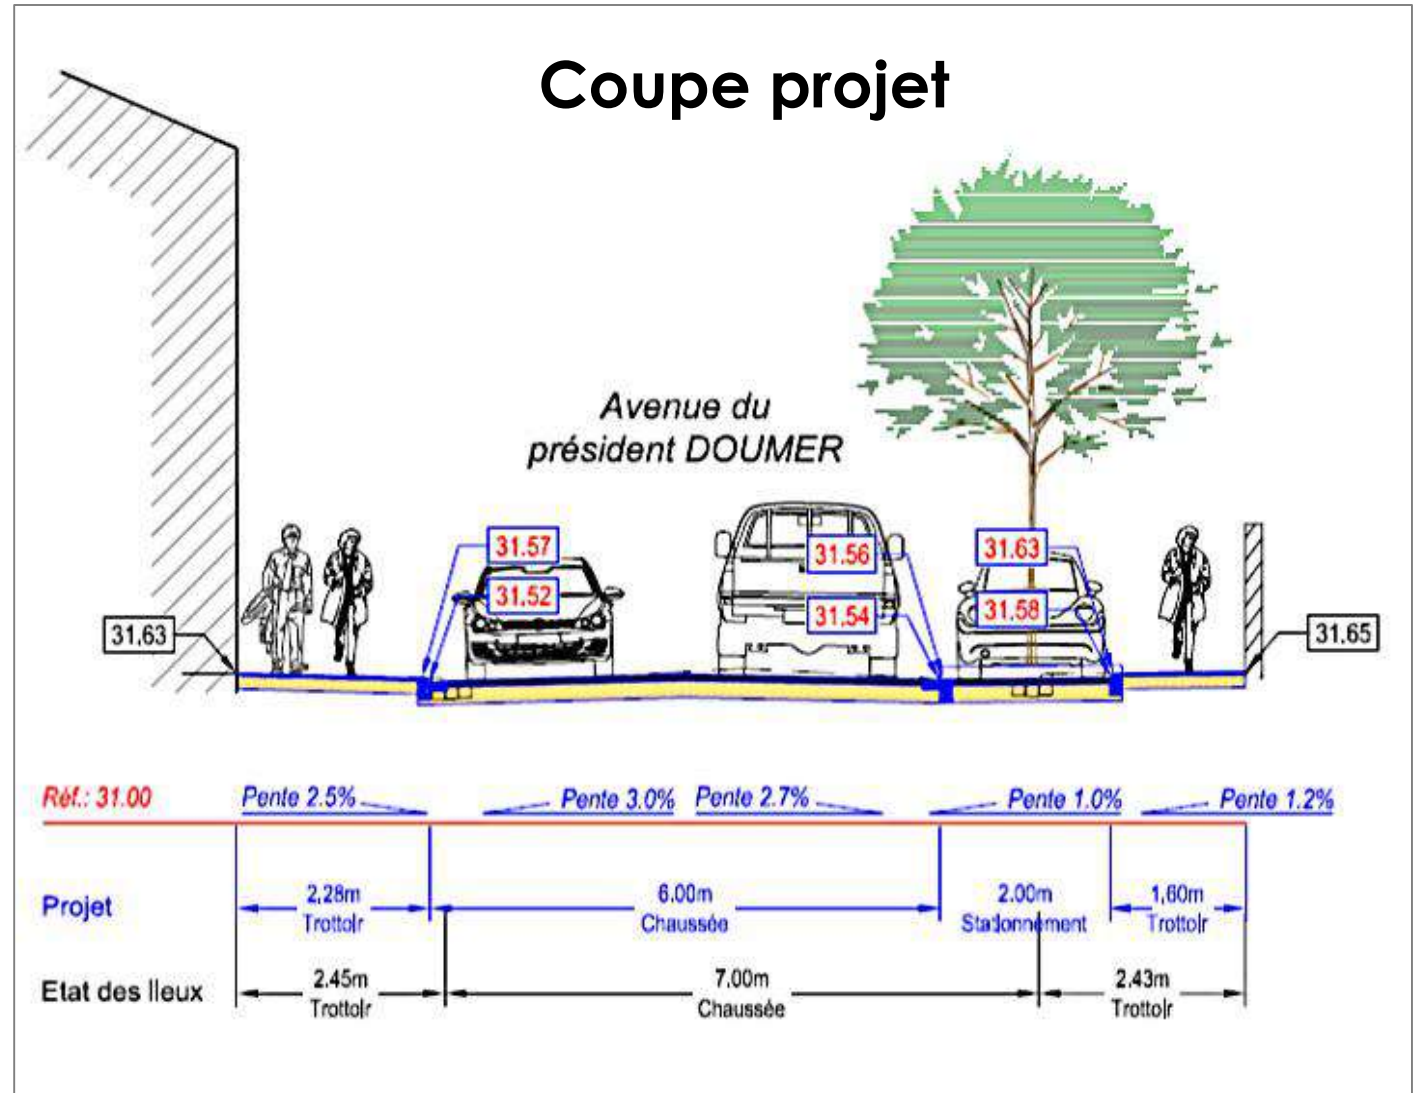 Coupe projet
Avenue du
président DOUMER
31.57
31.52
31.56
31.54
31.63
31.58
31.63
31.65
Réf.: 31.00
Pente 2.5%
Pente 3.0%
Pente 2.7%
Pente 1.0%
Pente 1.2%
Projet
2,28m
Trottoir
6.00m
Chaussée
2.00m
Stationnement
1,60m
Trottoir
Etat des lieux
2.45m
Trottoir
7.00m
Chaussée
2.43m
Trottoir